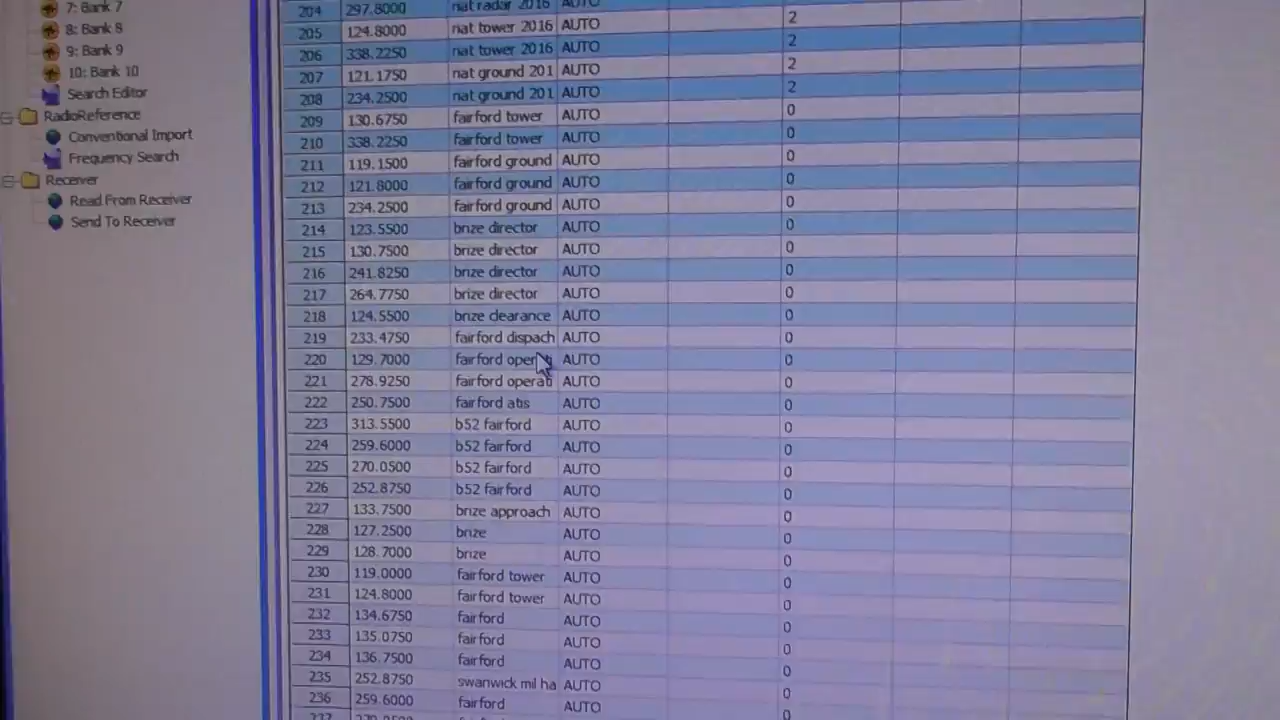 7: Bank 7
8: Bank 8
9: Bank 9
10: Bank 10
Search Editor
RadioReference
Conventional Import
Frequency Search
Receiver
Read From Receiver
Send To Receiver
204 297.8000 nat radar 2016 AUTO
205 124.8000 nat tower 2016 AUTO 2
206 338.2250 nat tower 2016 AUTO 2
207 121.1750 nat ground 201 AUTO 2
208 234.2500 nat ground 201 AUTO 2
209 130.6750 fairford tower AUTO 0
210 338.2250 fairford tower AUTO 0
211 119.1500 fairford ground AUTO 0
212 121.8000 fairford ground AUTO 0
213 234.2500 fairford ground AUTO 0
214 123.5500 brize director AUTO 0
215 130.7500 brize director AUTO 0
216 241.8250 brize director AUTO 0
217 264.7750 brize director AUTO 0
218 124.5500 brize clearance AUTO 0
219 233.4750 fairford dispach AUTO 0
220 129.7000 fairford AUTO 0
221 278.9250 fairford operati AUTO 0
222 250.7500 fairford atis AUTO 0
223 313.5500 b52 fairford AUTO 0
224 259.6000 b52 fairford AUTO 0
225 270.0500 b52 fairford AUTO 0
226 252.8750 b52 fairford AUTO 0
227 133.7500 brize approach AUTO 0
228 127.2500 brize AUTO 0
229 128.7000 brize AUTO 0
230 119.0000 fairford tower AUTO 0
231 124.8000 fairford tower AUTO 0
232 134.6750 fairford AUTO 0
233 135.0750 fairford AUTO 0
234 136.7500 fairford AUTO 0
235 252.8750 swanwick mil ha AUTO 0
236 259.6000 fairford AUTO 0